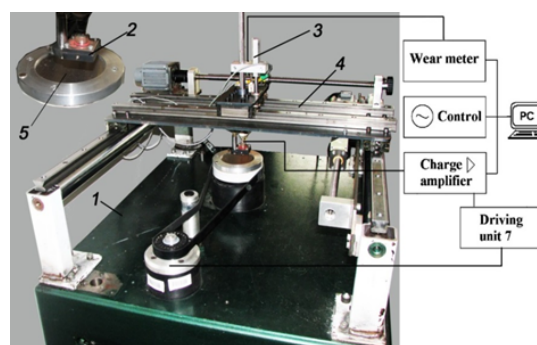 2
3
4
5
1
Wear meter
Control
PC
Charge
amplifier
Driving
unit 7